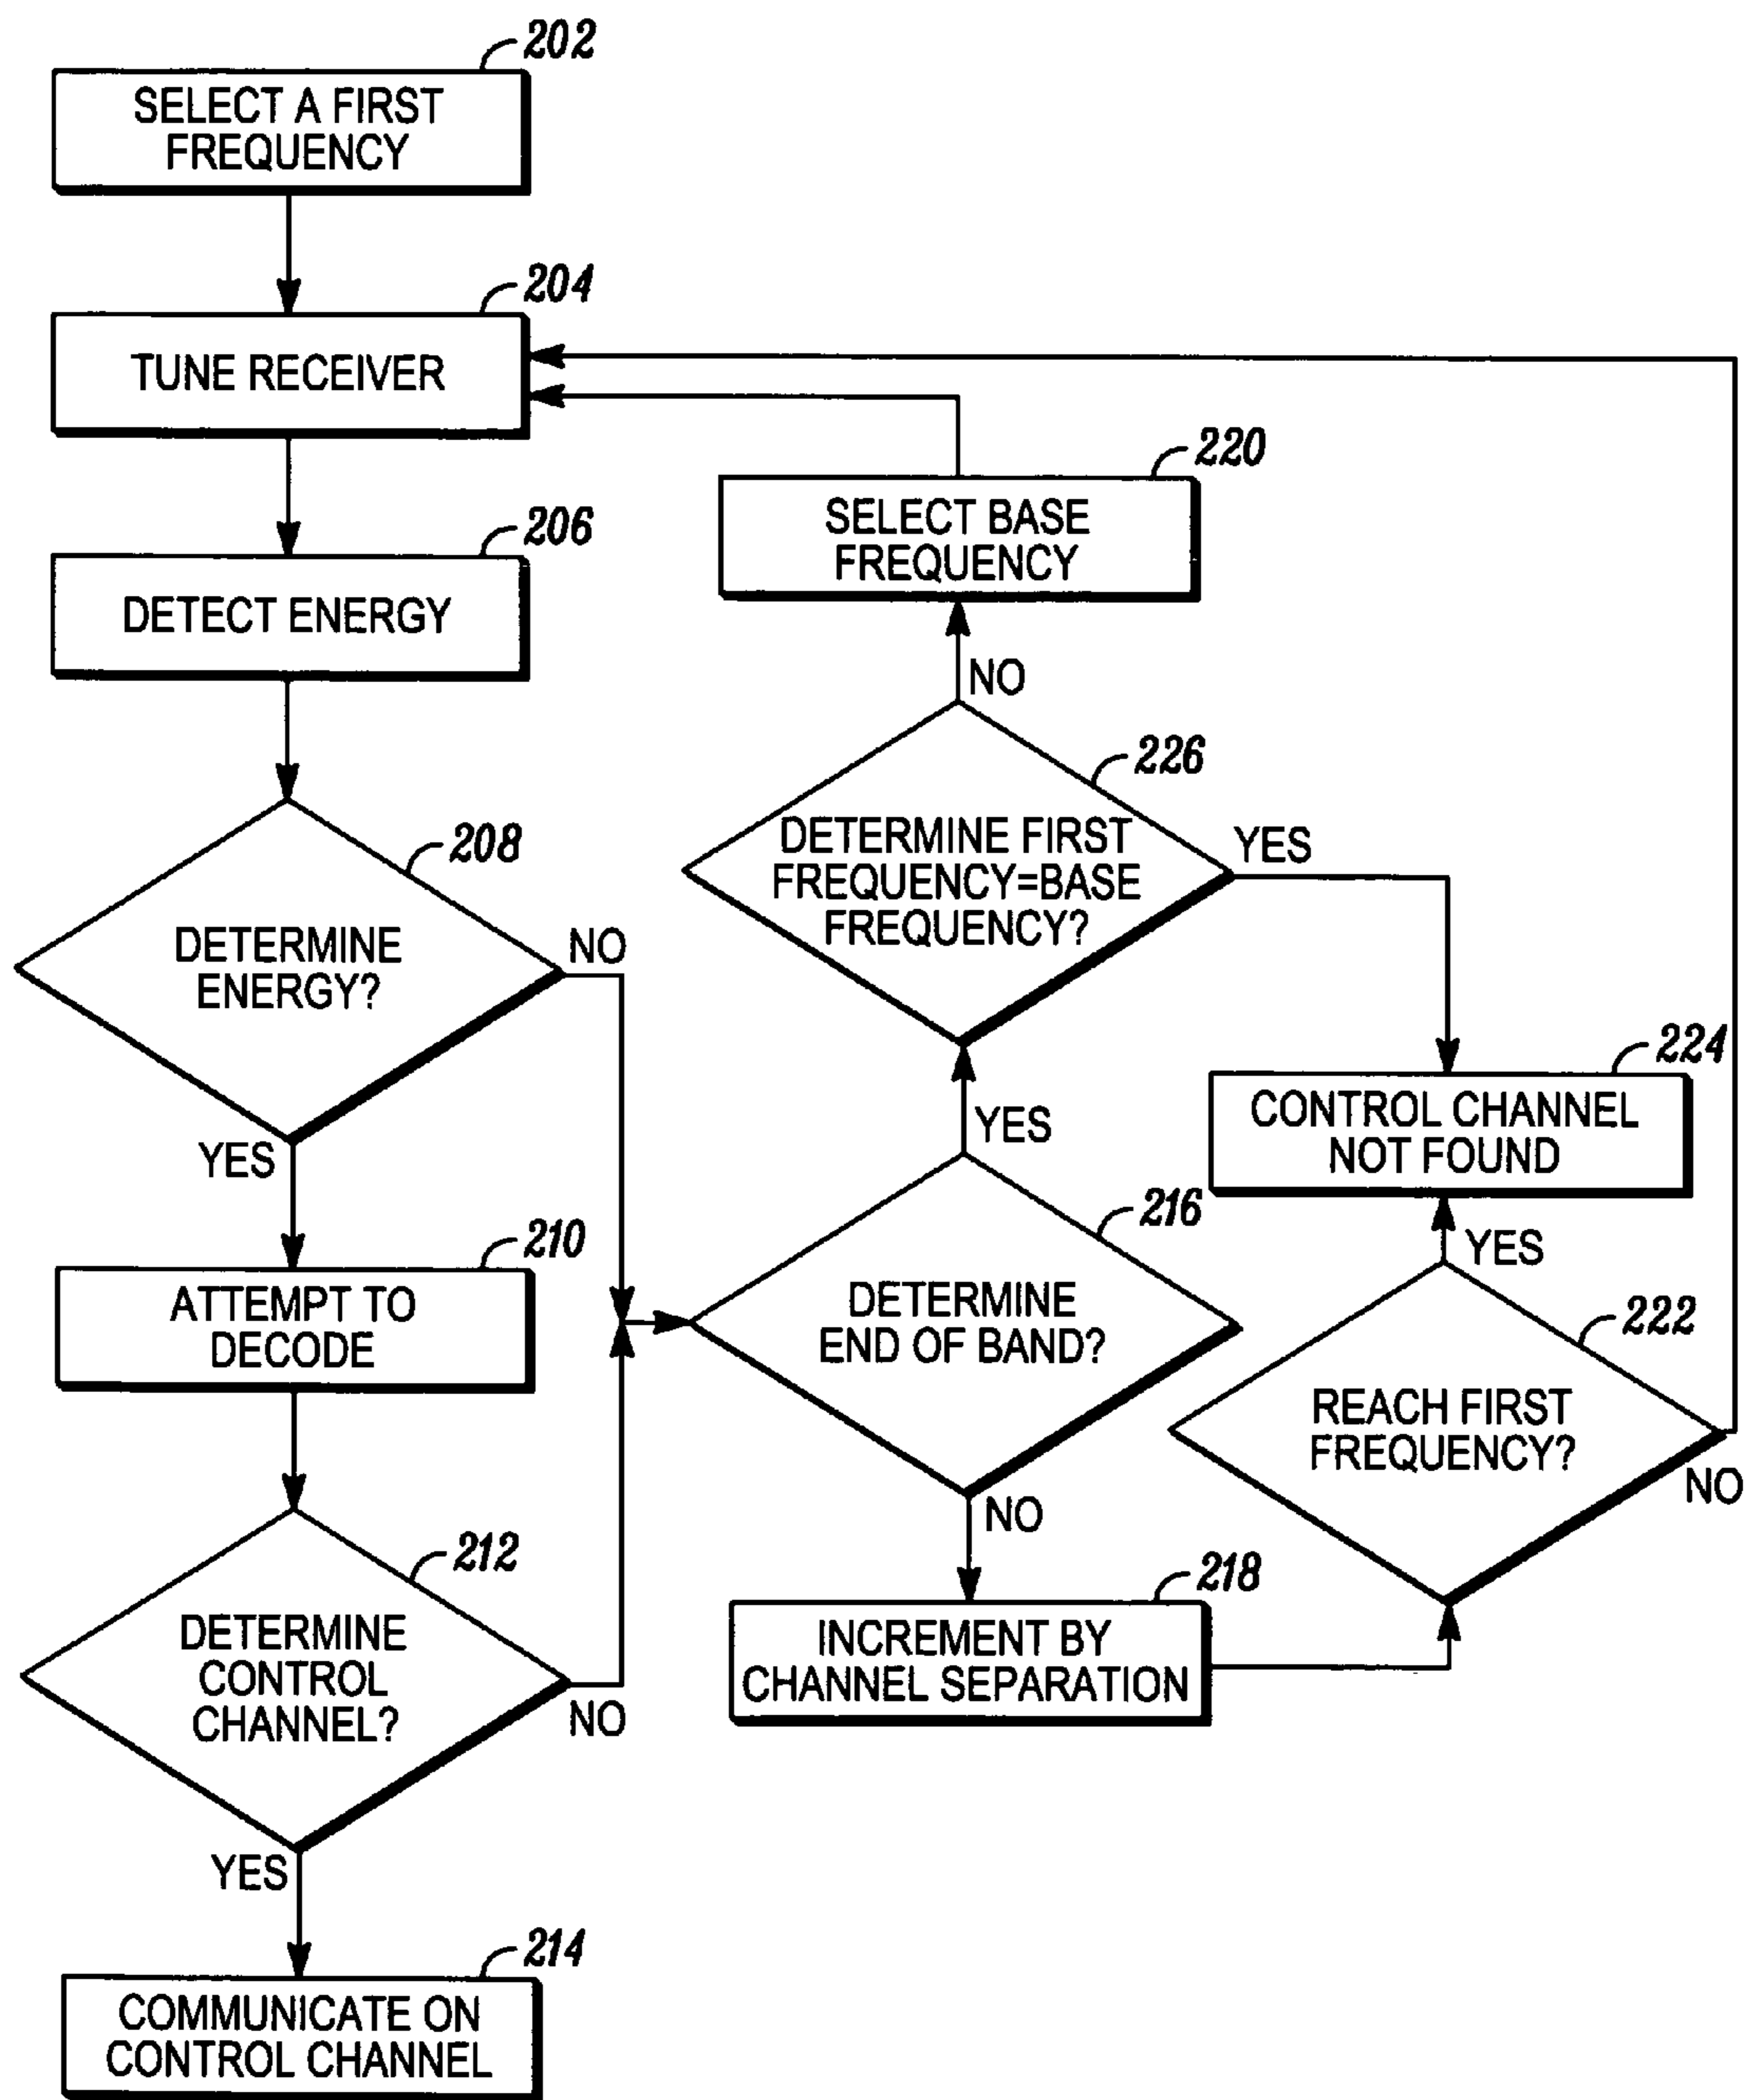 202
SELECT A FIRST
FREQUENCY
204
TUNE RECEIVER
206
DETECT ENERGY
208
DETERMINE
ENERGY?
NO
YES
210
ATTEMPT TO
DECODE
212
DETERMINE
CONTROL
CHANNEL?
NO
YES
214
COMMUNICATE ON
CONTROL CHANNEL
220
SELECT BASE
FREQUENCY
NO
226
DETERMINE FIRST
FREQUENCY=BASE
FREQUENCY?
YES
YES
216
DETERMINE
END OF BAND?
NO
218
INCREMENT BY
CHANNEL SEPARATION
224
CONTROL CHANNEL
NOT FOUND
YES
222
REACH FIRST
FREQUENCY?
NO